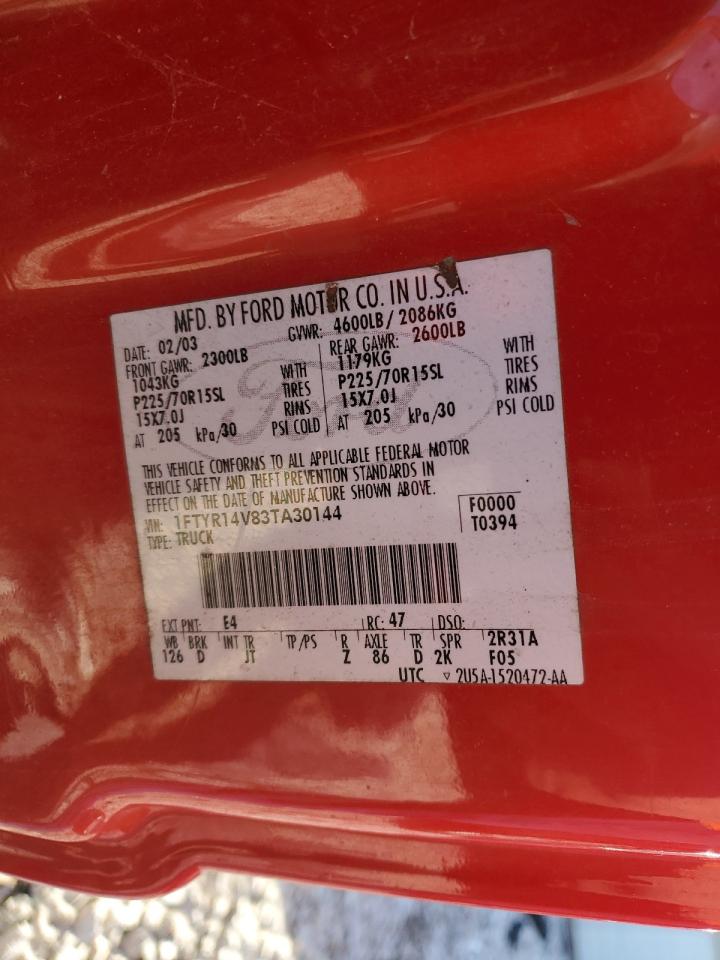 MFD. BY FORD MOTOR CO. IN U.S.A.
DATE: 02/03 GVWR: 4600LB/2086KG
FRONT GAWR: 2300LB REAR GAWR: 2600LB
1043KG WITH 1179KG WITH
P225/70R15SL TIRES P225/70R15SL TIRES
15X7.0J RIMS 15X7.0J RIMS
AT 205 kPa/30 PSI COLD AT 205 kPa/30 PSI COLD
Ford
THIS VEHICLE CONFORMS TO ALL APPLICABLE FEDERAL MOTOR
VEHICLE SAFETY AND THEFT PREVENTION STANDARDS IN
EFFECT ON THE DATE OF MANUFACTURE SHOWN ABOVE.
VIN: 1FTYR14V83TA30144 F0000
TYPE: TRUCK T0394
EXT PNT: E4 RC: 47 DSO:
WB BRK INT TR TP/PS R AXLE TR SPR 2R31A
126 D JT Z 86 D 2K F05
UTC ▽ 2U5A-1520472-AA